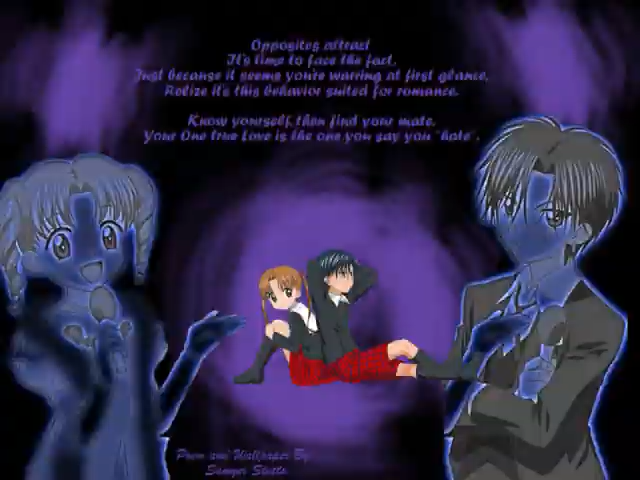 Opposites attract
It's time to face the fact.
Just because it seems you're warring at first glance,
Relize it's this behavior suited for romance.
Know yourself, then find your mate.
Your One true Love is the one you say you "hate".
Poem and Wallpaper By